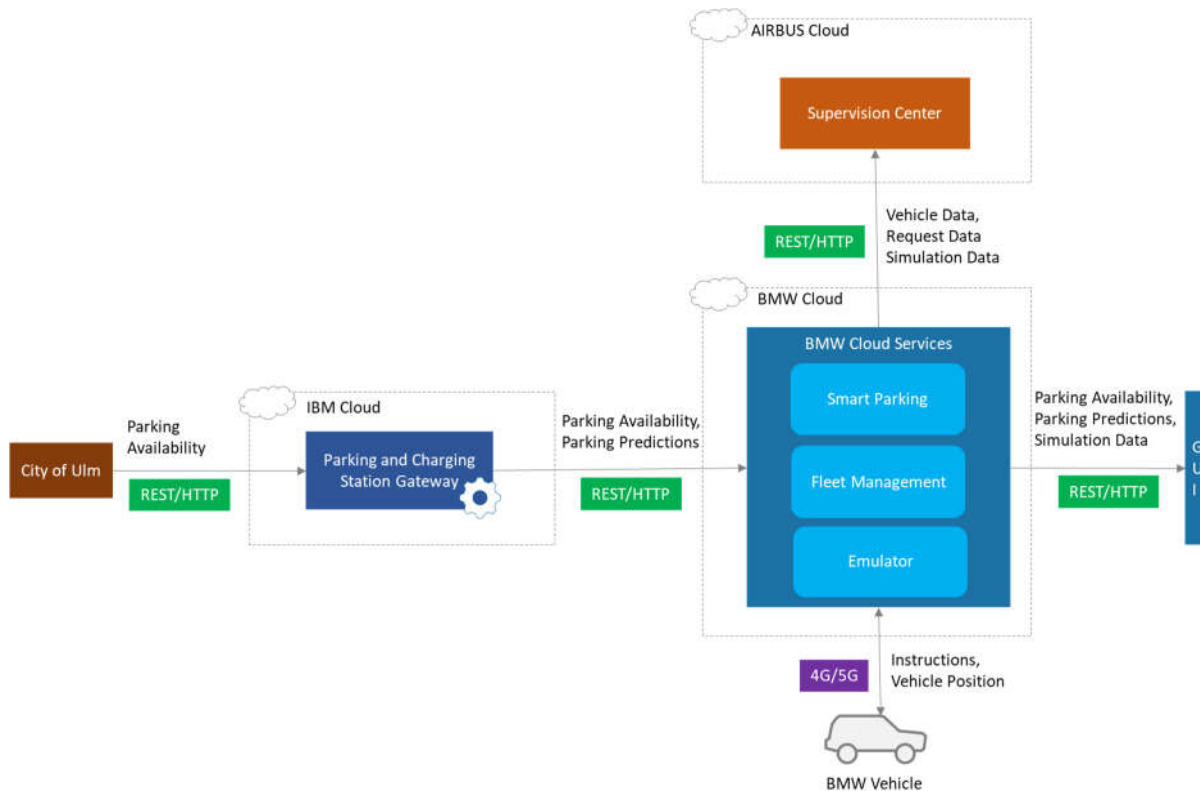 AIRBUS Cloud
Supervision Center
REST/HTTP
Vehicle Data,
Request Data
Simulation Data
BMW Cloud
BMW Cloud Services
Smart Parking
Fleet Management
Emulator
IBM Cloud
Parking and Charging
Station Gateway
City of Ulm
Parking
Availability
REST/HTTP
Parking Availability,
Parking Predictions
REST/HTTP
Parking Availability,
Parking Predictions,
Simulation Data
REST/HTTP
G
U
I
4G/5G
Instructions,
Vehicle Position
BMW Vehicle